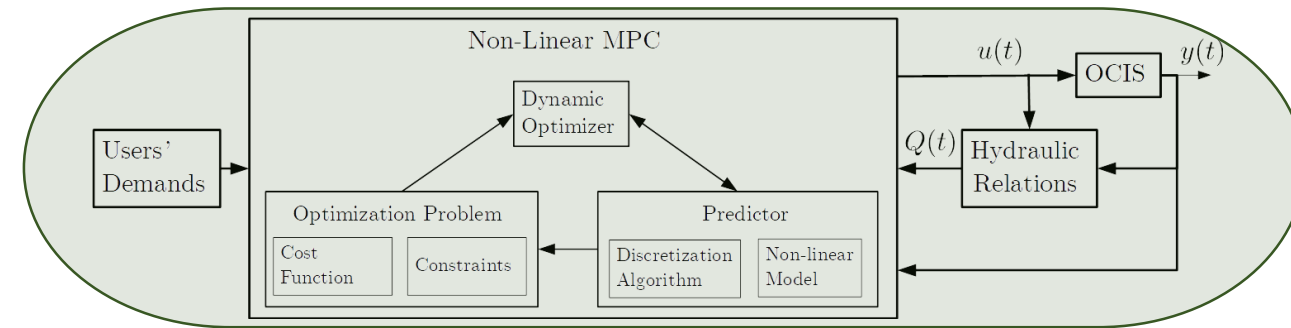 Non-Linear MPC
u(t)
y(t)
OCIS
Dynamic
Optimizer
Users'
Demands
Q(t)
Hydraulic
Relations
Optimization Problem
Predictor
Cost
Function
Constraints
Discretization
Algorithm
Non-linear
Model